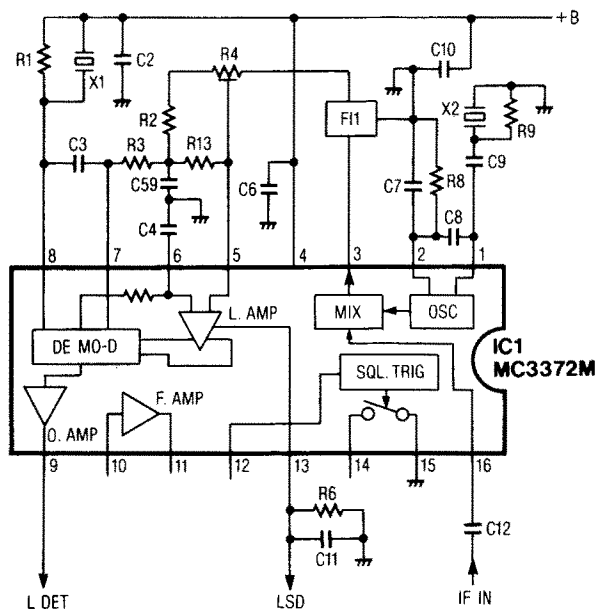 +B
R1
X1
C2
R4
C10
X2
R9
R2
FI1
C3
R3
R13
C59
C6
C7
R8
C9
C4
C8
8
7
6
5
4
3
2
1
L. AMP
MIX
OSC
IC1
MC3372M
DE MO-D
SQL. TRIG
F. AMP
O. AMP
9
10
11
12
13
14
15
16
R6
C11
C12
L DET
LSD
IF IN